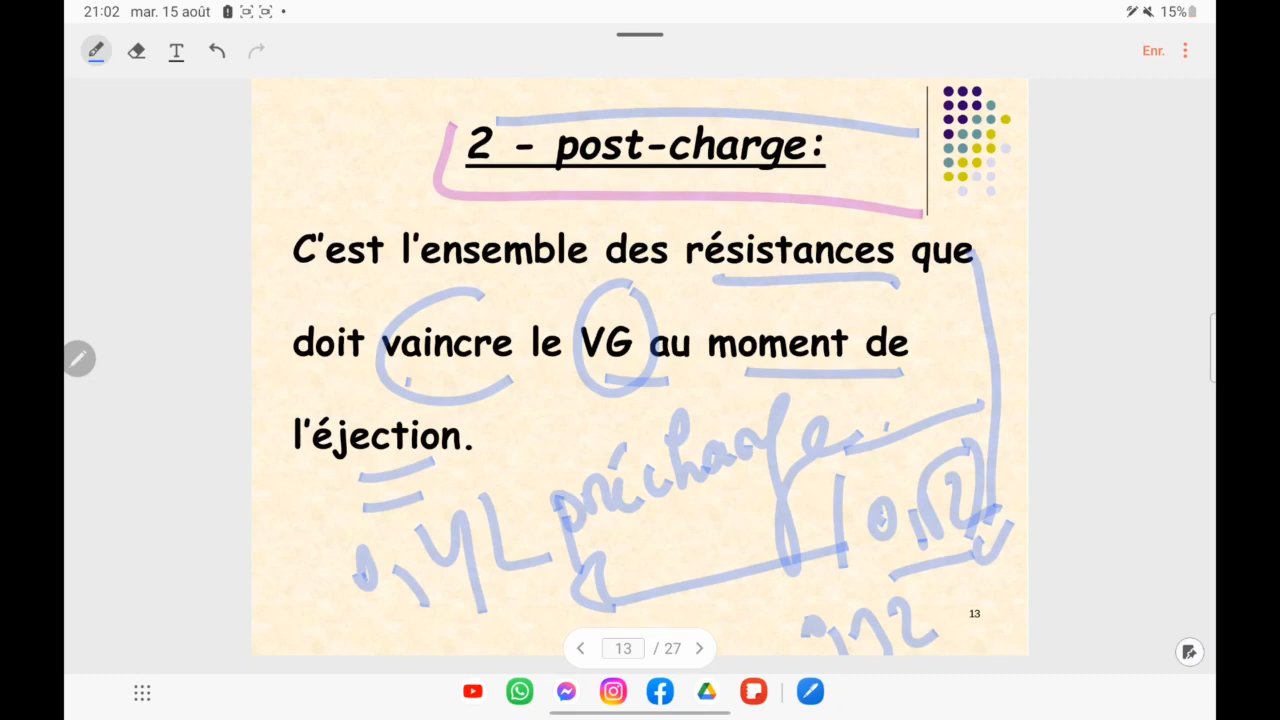 21:02 mar. 15 août
15%
T
Enr.
2 - post-charge:
C'est l'ensemble des résistances que
doit vaincre le VG au moment de
l'éjection.
précharge
13
13 / 27